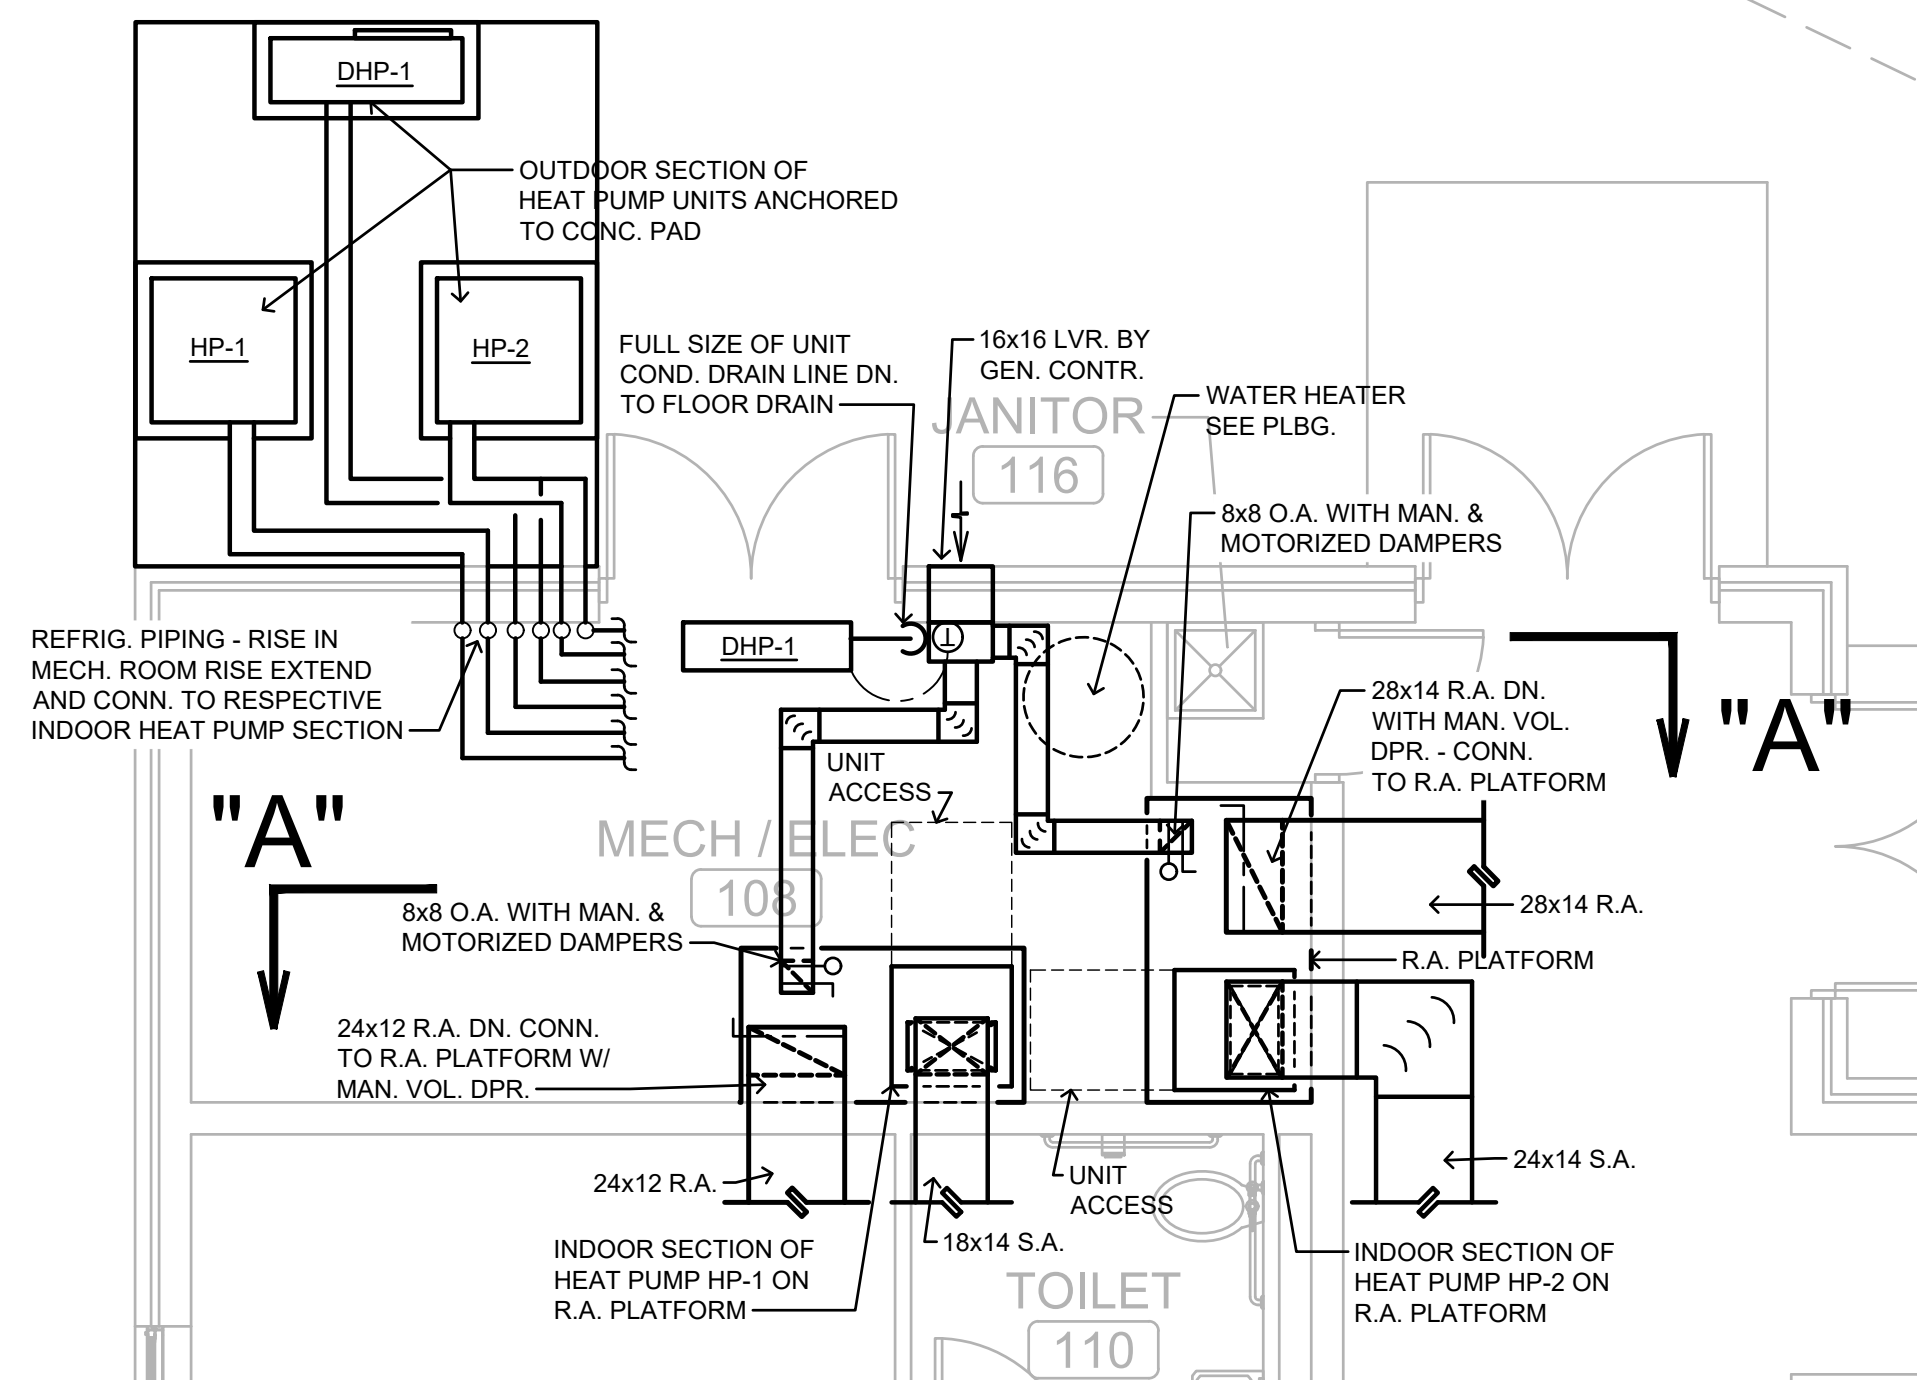 DHP-1
OUTDOOR SECTION OF
HEAT PUMP UNITS ANCHORED
TO CONC. PAD
HP-1
HP-2
FULL SIZE OF UNIT
COND. DRAIN LINE DN.
TO FLOOR DRAIN
16x16 LVR. BY
GEN. CONTR.
JANITOR
116
WATER HEATER
SEE PLBG.
8x8 O.A. WITH MAN. &
MOTORIZED DAMPERS
REFRIG. PIPING - RISE IN
MECH. ROOM RISE EXTEND
AND CONN. TO RESPECTIVE
INDOOR HEAT PUMP SECTION
DHP-1
28x14 R.A. DN.
WITH MAN. VOL.
DPR. - CONN.
TO R.A. PLATFORM
"A"
UNIT
ACCESS
"A"
MECH / ELEC
108
8x8 O.A. WITH MAN. &
MOTORIZED DAMPERS
28x14 R.A.
R.A. PLATFORM
24x12 R.A. DN. CONN.
TO R.A. PLATFORM W/
MAN. VOL. DPR.
24x12 R.A.
UNIT
ACCESS
24x14 S.A.
18x14 S.A.
INDOOR SECTION OF
HEAT PUMP HP-1 ON
R.A. PLATFORM
TOILET
110
INDOOR SECTION OF
HEAT PUMP HP-2 ON
R.A. PLATFORM